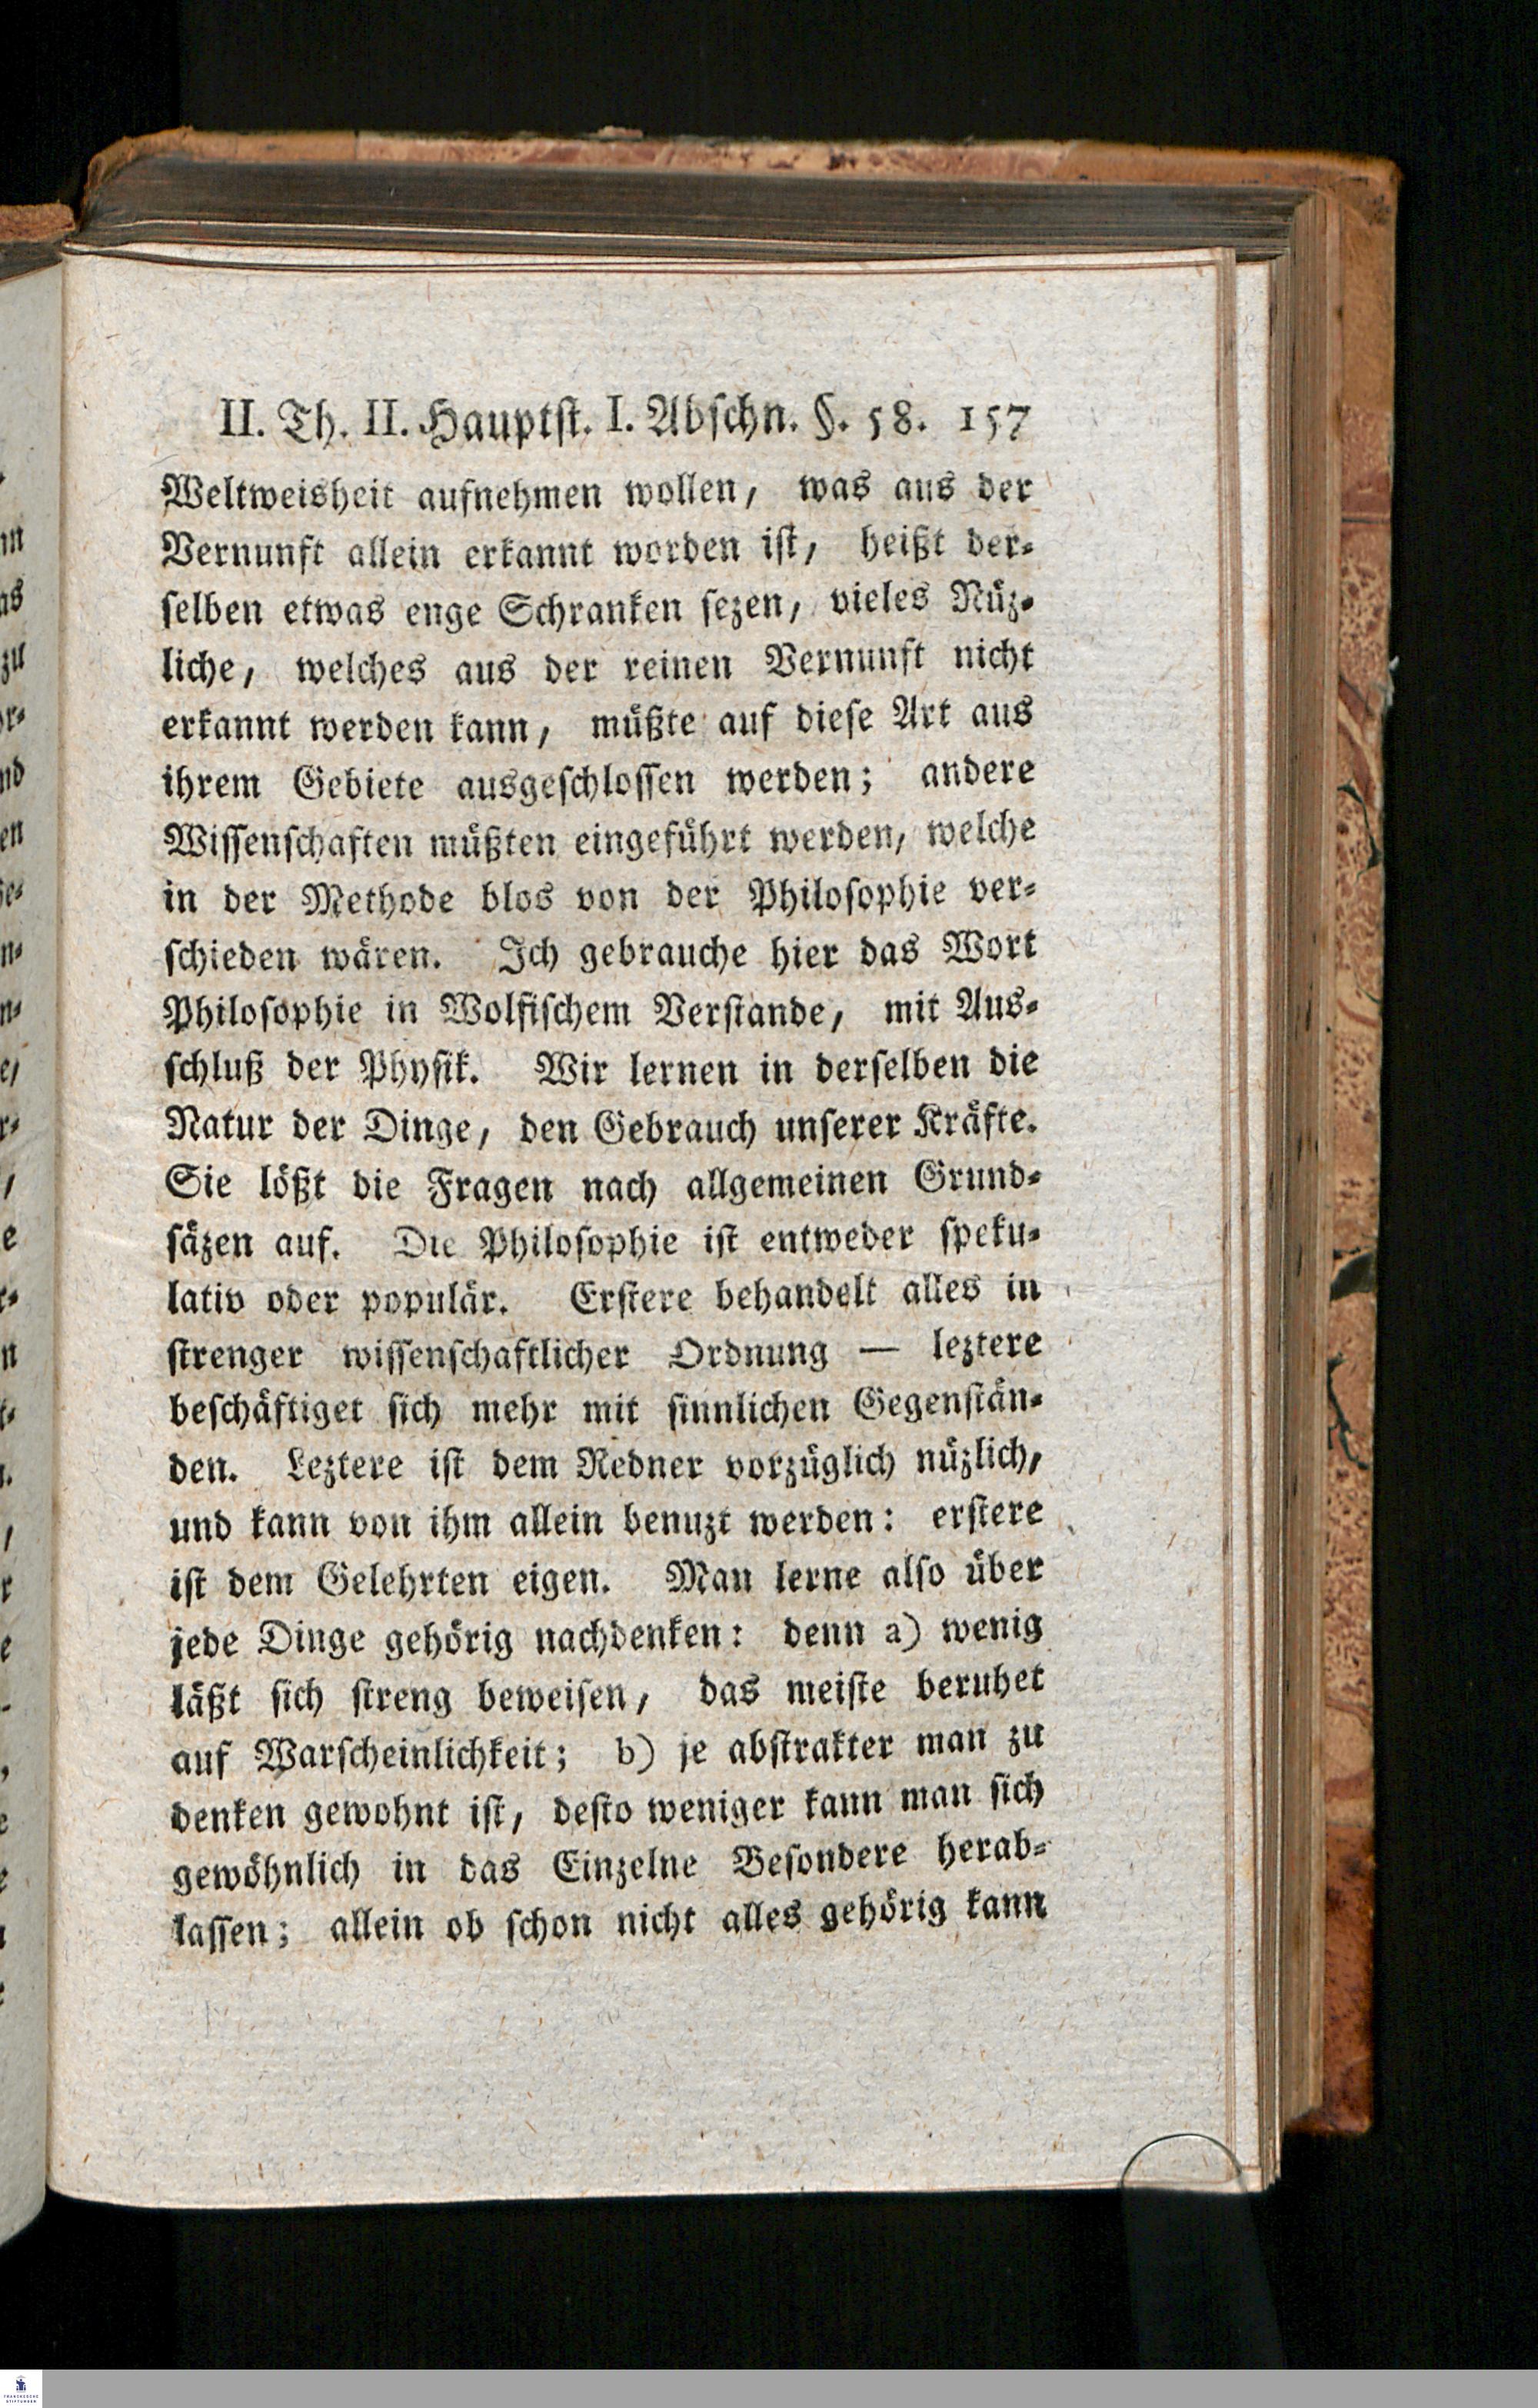 II. Th. II. Hauptst. I. Abschn. §. 58. 157
Weltweisheit aufnehmen wollen, was aus der
Vernunft allein erkannt worden ist, heißt der-
selben etwas enge Schranken sezen, vieles Nüz-
liche, welches aus der reinen Vernunft nicht
erkannt werden kann, müßte auf diese Art aus
ihrem Gebiete ausgeschlossen werden; andere
Wissenschaften müßten eingeführt werden, welche
in der Methode blos von der Philosophie ver-
schieden wären. Ich gebrauche hier das Wort
Philosophie in Wolfischem Verstande, mit Aus-
schluß der Physik. Wir lernen in derselben die
Natur der Dinge, den Gebrauch unserer Kräfte.
Sie lößt die Fragen nach allgemeinen Grund-
säzen auf. Die Philosophie ist entweder speku-
lativ oder populär. Erstere behandelt alles in
strenger wissenschaftlicher Ordnung — leztere
beschäftiget sich mehr mit sinnlichen Gegenstän-
den. Leztere ist dem Redner vorzüglich nüzlich,
und kann von ihm allein benuzt werden: erstere
ist dem Gelehrten eigen. Man lerne also über
jede Dinge gehörig nachdenken: denn a) wenig
läßt sich streng beweisen, das meiste beruhet
auf Warscheinlichkeit; b) je abstrakter man zu
denken gewohnt ist, desto weniger kann man sich
gewöhnlich in das Einzelne Besondere herab-
lassen; allein ob schon nicht alles gehörig kann
FRANCKESCHE
STIFTUNGEN